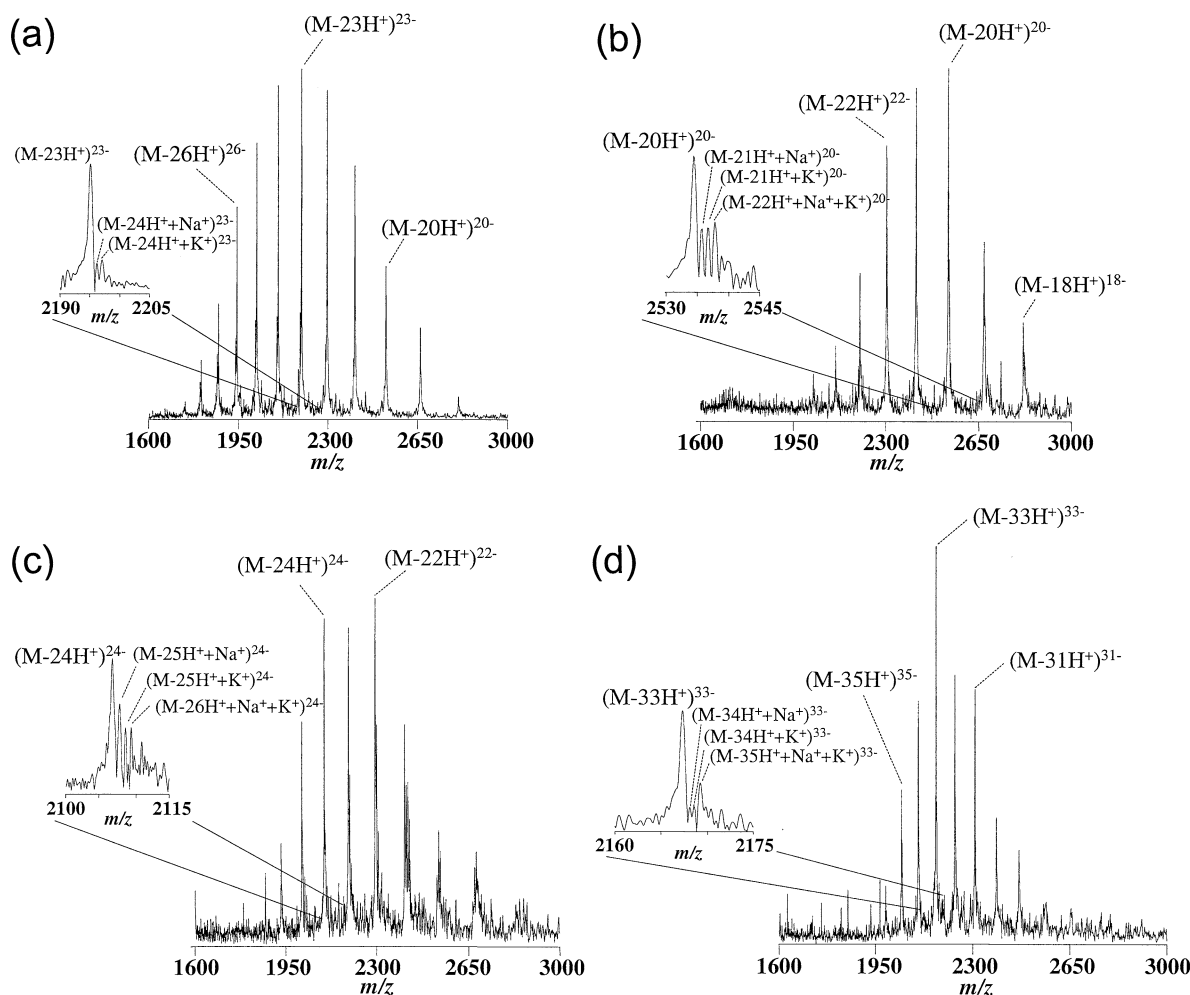 (a)
(M-23H⁺)²³⁻
(M-23H⁺)²³⁻
(M-26H⁺)²⁶⁻
(M-24H⁺+Na⁺)²³⁻
(M-24H⁺+K⁺)²³⁻
(M-20H⁺)²⁰⁻
2190
2205
m/z
1600
1950
2300
2650
3000
m/z
(b)
(M-20H⁺)²⁰⁻
(M-22H⁺)²²⁻
(M-20H⁺)²⁰⁻
(M-21H⁺+Na⁺)²⁰⁻
(M-21H⁺+K⁺)²⁰⁻
(M-22H⁺+Na⁺+K⁺)²⁰⁻
(M-18H⁺)¹⁸⁻
2530
2545
m/z
1600
1950
2300
2650
3000
m/z
(c)
(M-24H⁺)²⁴⁻
(M-22H⁺)²²⁻
(M-24H⁺)²⁴⁻
(M-25H⁺+Na⁺)²⁴⁻
(M-25H⁺+K⁺)²⁴⁻
(M-26H⁺+Na⁺+K⁺)²⁴⁻
2100
2115
m/z
1600
1950
2300
2650
3000
m/z
(d)
(M-33H⁺)³³⁻
(M-31H⁺)³¹⁻
(M-35H⁺)³⁵⁻
(M-33H⁺)³³⁻
(M-34H⁺+Na⁺)³³⁻
(M-34H⁺+K⁺)³³⁻
(M-35H⁺+Na⁺+K⁺)³³⁻
2160
2175
m/z
1600
1950
2300
2650
3000
m/z